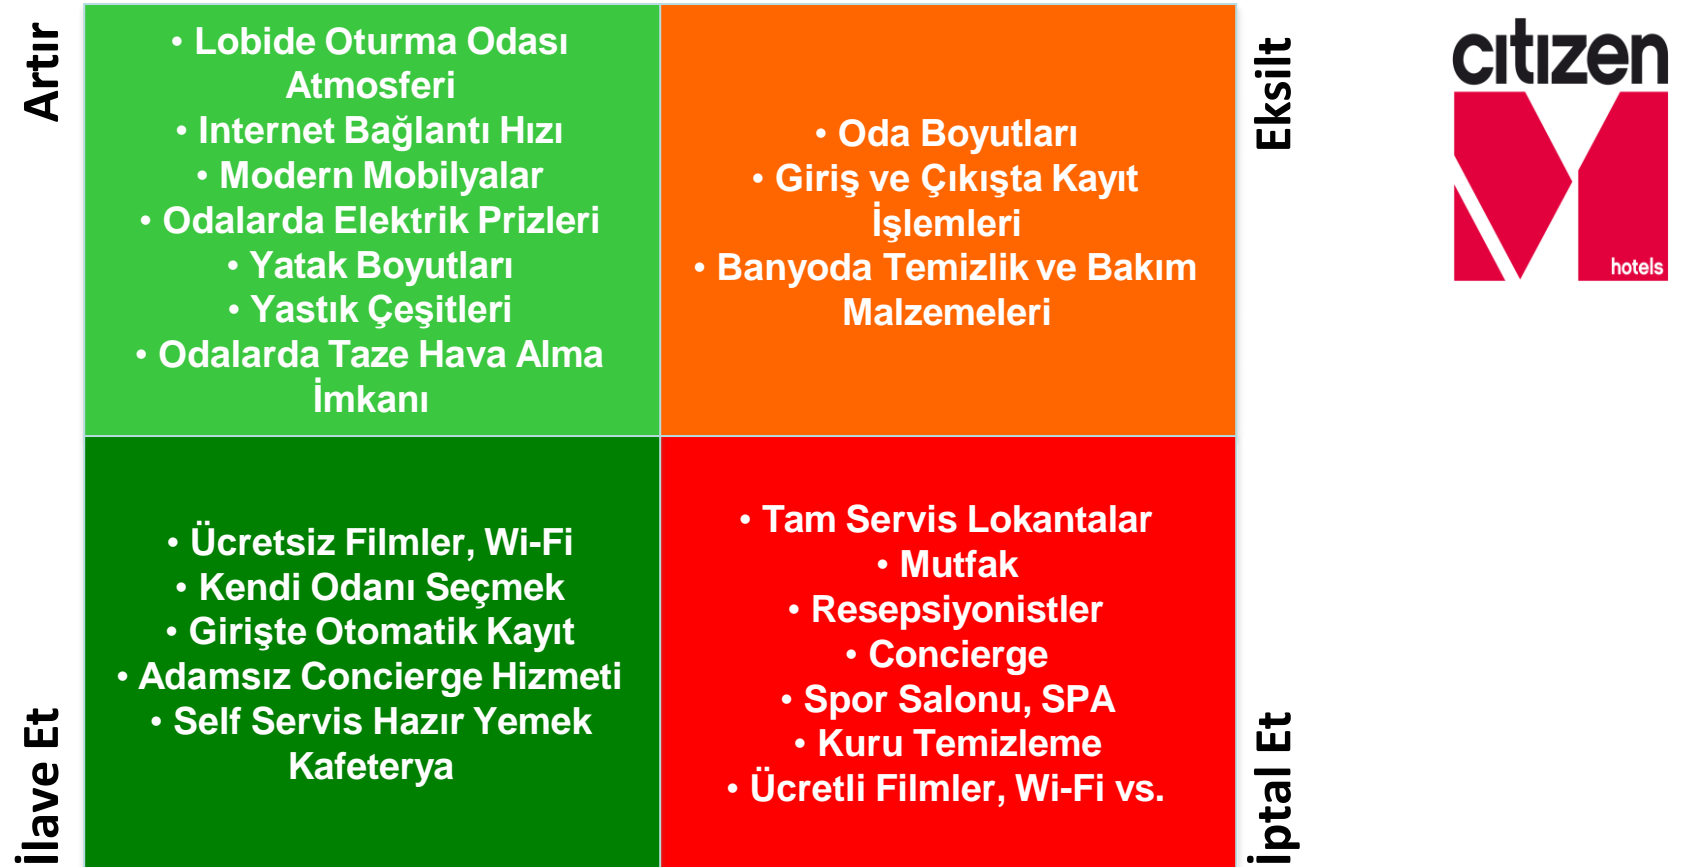 Artır
• Lobide Oturma Odası
Atmosferi
• Internet Bağlantı Hızı
• Modern Mobilyalar
• Odalarda Elektrik Prizleri
• Yatak Boyutları
• Yastık Çeşitleri
• Odalarda Taze Hava Alma
İmkanı
• Oda Boyutları
• Giriş ve Çıkışta Kayıt
İşlemleri
• Banyoda Temizlik ve Bakım
Malzemeleri
Eksilt
citizen
M
hotels
İlave Et
• Ücretsiz Filmler, Wi-Fi
• Kendi Odanı Seçmek
• Girişte Otomatik Kayıt
• Adamsız Concierge Hizmeti
• Self Servis Hazır Yemek
Kafeterya
• Tam Servis Lokantalar
• Mutfak
• Resepsiyonistler
• Concierge
• Spor Salonu, SPA
• Kuru Temizleme
• Ücretli Filmler, Wi-Fi vs.
İptal Et